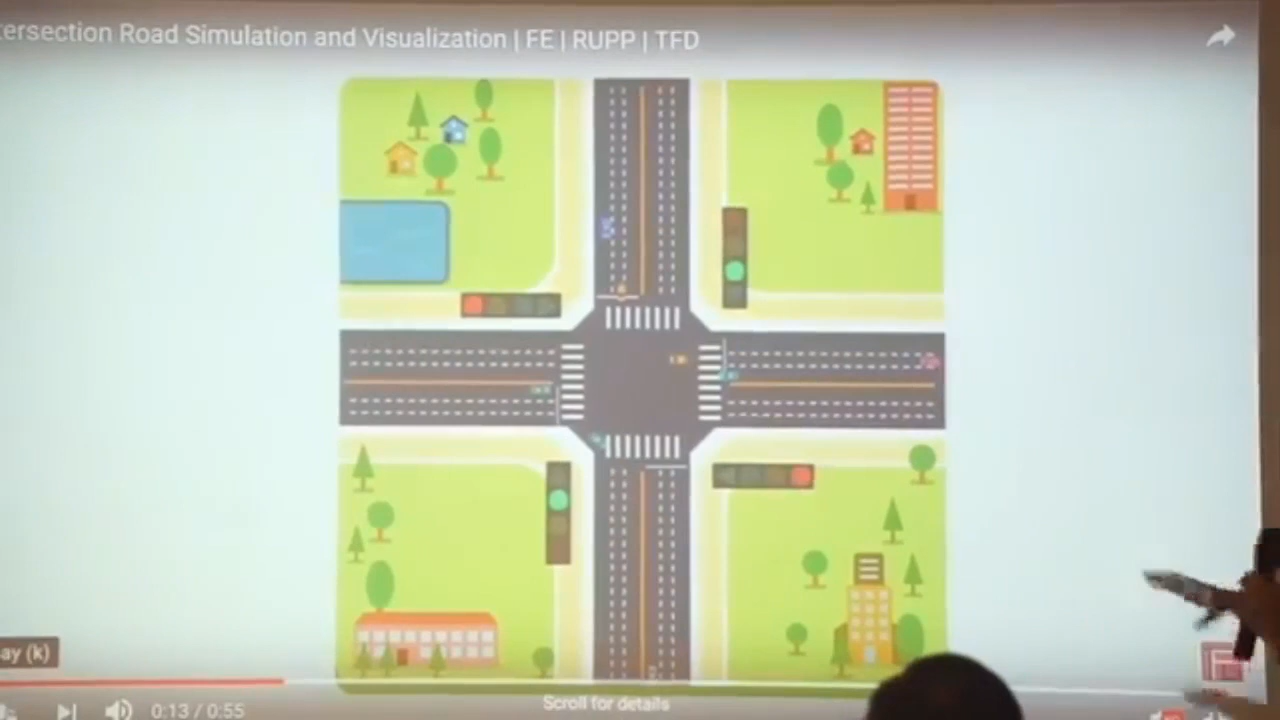 tersection Road Simulation and Visualization | FE | RUPP | TFD
ay (k)
0:13 / 0:55
Scroll for details